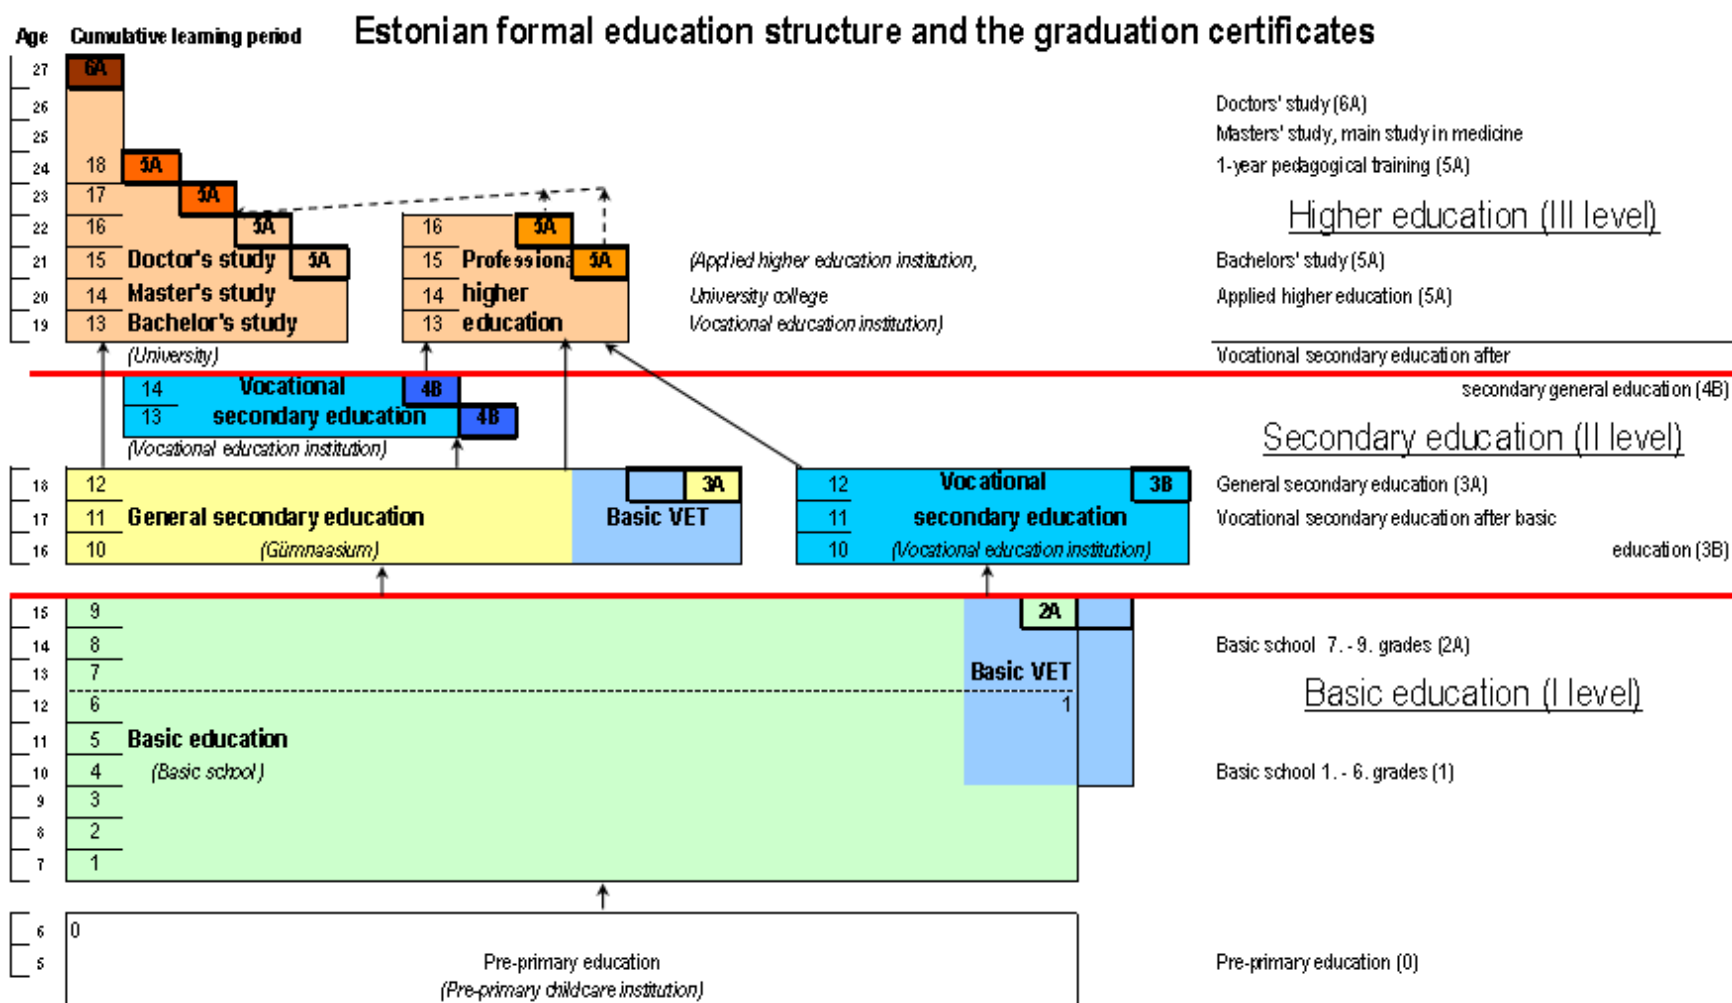 Estonian formal education structure and the graduation certificates
Age Cumulative learning period
27 6A
26 Doctors' study (6A)
25 Masters' study, main study in medicine
24 18 5A 1-year pedagogical training (5A)
23 17 5A
Higher education (III level)
22 16 5A 16 5A
21 15 Doctor's study 5A 15 Professiona 5A (Applied higher education institution, Bachelors' study (5A)
20 14 Master's study 14 higher University college Applied higher education (5A)
19 13 Bachelor's study 13 education Vocational education institution)
(University) Vocational secondary education after
14 Vocational 4B secondary general education (4B)
13 secondary education 4B
(Vocational education institution) Secondary education (II level)
18 12 3A 12 Vocational 3B General secondary education (3A)
17 11 General secondary education Basic VET 11 secondary education Vocational secondary education after basic
16 10 (Gümnaasium) 10 (Vocational education institution) education (3B)
15 9 2A
14 8 Basic school 7. - 9. grades (2A)
13 7 Basic VET
Basic education (I level)
12 6 1
11 5 Basic education
10 4 (Basic school) Basic school 1. - 6. grades (1)
9 3
8 2
7 1
6 0
5 Pre-primary education Pre-primary education (0)
(Pre-primary childcare institution)